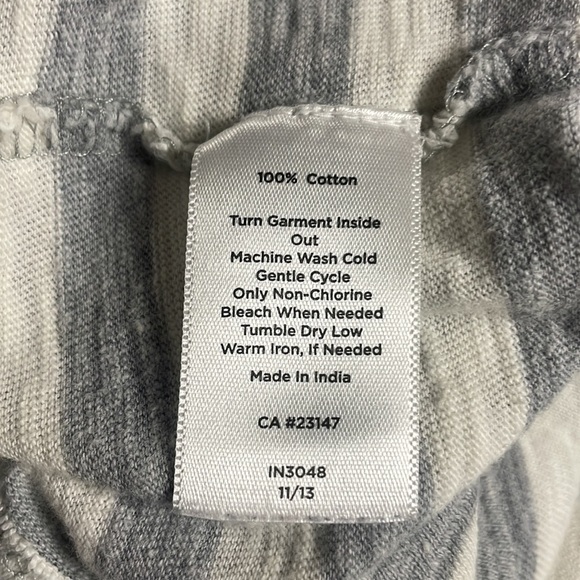 100% Cotton
Turn Garment Inside
Out
Machine Wash Cold
Gentle Cycle
Only Non-Chlorine
Bleach When Needed
Tumble Dry Low
Warm Iron, If Needed
Made In India
CA #23147
IN3048
11/13